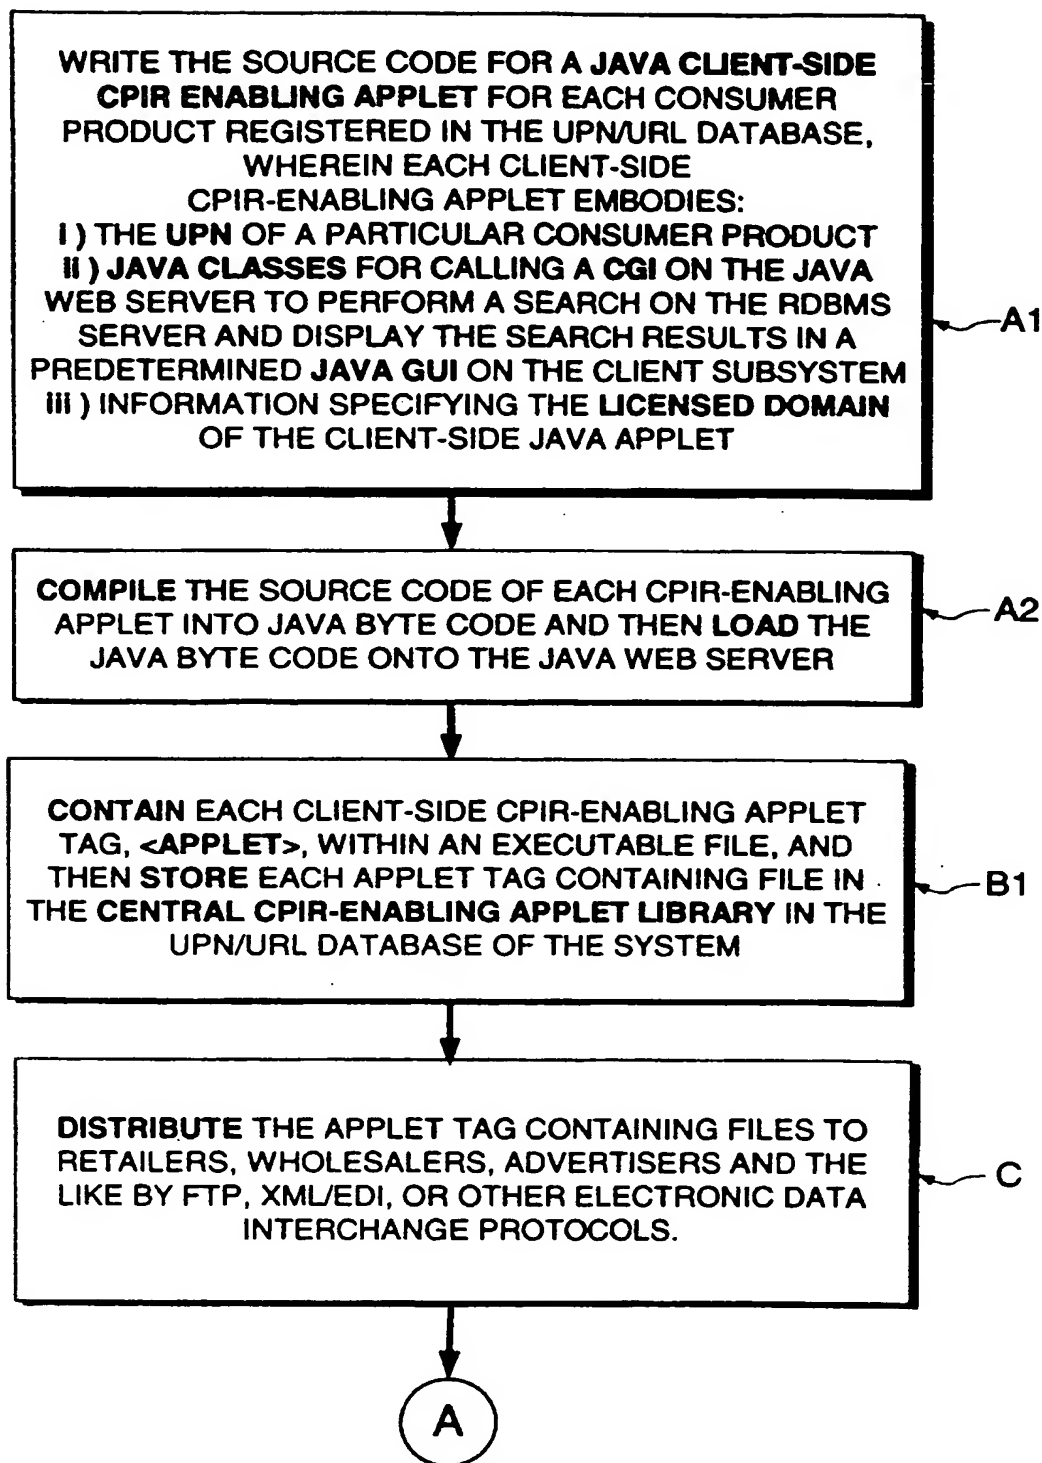 WRITE THE SOURCE CODE FOR A JAVA CLIENT-SIDE
CPIR ENABLING APPLET FOR EACH CONSUMER
PRODUCT REGISTERED IN THE UPN/URL DATABASE,
WHEREIN EACH CLIENT-SIDE
CPIR-ENABLING APPLET EMBODIES:
i ) THE UPN OF A PARTICULAR CONSUMER PRODUCT
ii ) JAVA CLASSES FOR CALLING A CGI ON THE JAVA
WEB SERVER TO PERFORM A SEARCH ON THE RDBMS
SERVER AND DISPLAY THE SEARCH RESULTS IN A
PREDETERMINED JAVA GUI ON THE CLIENT SUBSYSTEM
iii ) INFORMATION SPECIFYING THE LICENSED DOMAIN
OF THE CLIENT-SIDE JAVA APPLET
A1
COMPILE THE SOURCE CODE OF EACH CPIR-ENABLING
APPLET INTO JAVA BYTE CODE AND THEN LOAD THE
JAVA BYTE CODE ONTO THE JAVA WEB SERVER
A2
CONTAIN EACH CLIENT-SIDE CPIR-ENABLING APPLET
TAG, <APPLET>, WITHIN AN EXECUTABLE FILE, AND
THEN STORE EACH APPLET TAG CONTAINING FILE IN
THE CENTRAL CPIR-ENABLING APPLET LIBRARY IN THE
UPN/URL DATABASE OF THE SYSTEM
B1
DISTRIBUTE THE APPLET TAG CONTAINING FILES TO
RETAILERS, WHOLESALERS, ADVERTISERS AND THE
LIKE BY FTP, XML/EDI, OR OTHER ELECTRONIC DATA
INTERCHANGE PROTOCOLS.
C
A